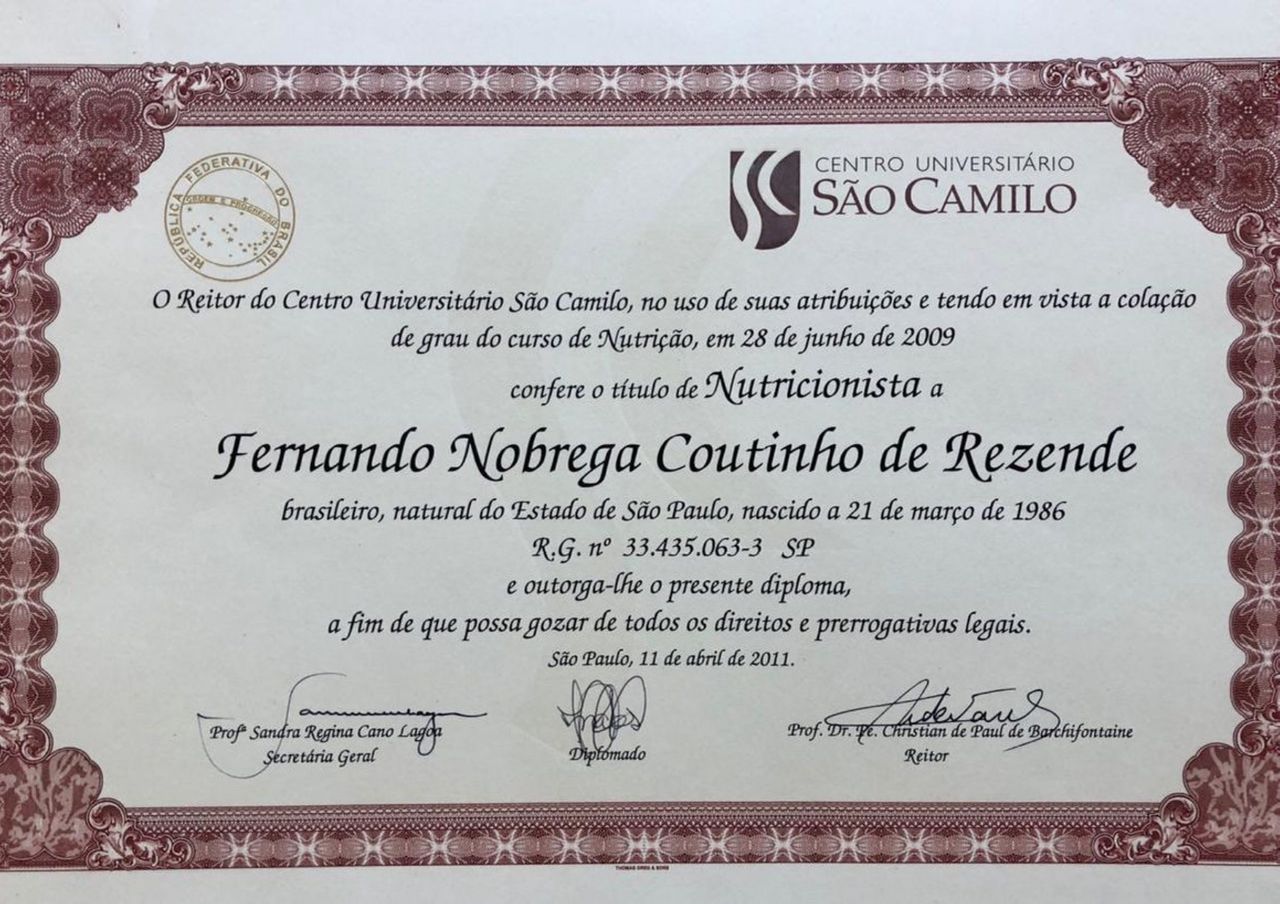 REPÚBLICA FEDERATIVA DO BRASIL
ORDEM E PROGRESSO
CENTRO UNIVERSITÁRIO
SÃO CAMILO
O Reitor do Centro Universitário São Camilo, no uso de suas atribuições e tendo em vista a colação
de grau do curso de Nutrição, em 28 de junho de 2009
confere o título de Nutricionista a
Fernando Nobrega Coutinho de Rezende
brasileiro, natural do Estado de São Paulo, nascido a 21 de março de 1986
R.G. nº 33.435.063-3 SP
e outorga-lhe o presente diploma,
a fim de que possa gozar de todos os direitos e prerrogativas legais.
São Paulo, 11 de abril de 2011.
Profª Sandra Regina Cano Lagoa
Secretária Geral
Diplomado
Prof. Dr. Pe. Christian de Paul de Barchifontaine
Reitor
THOMAS GREG & SONS